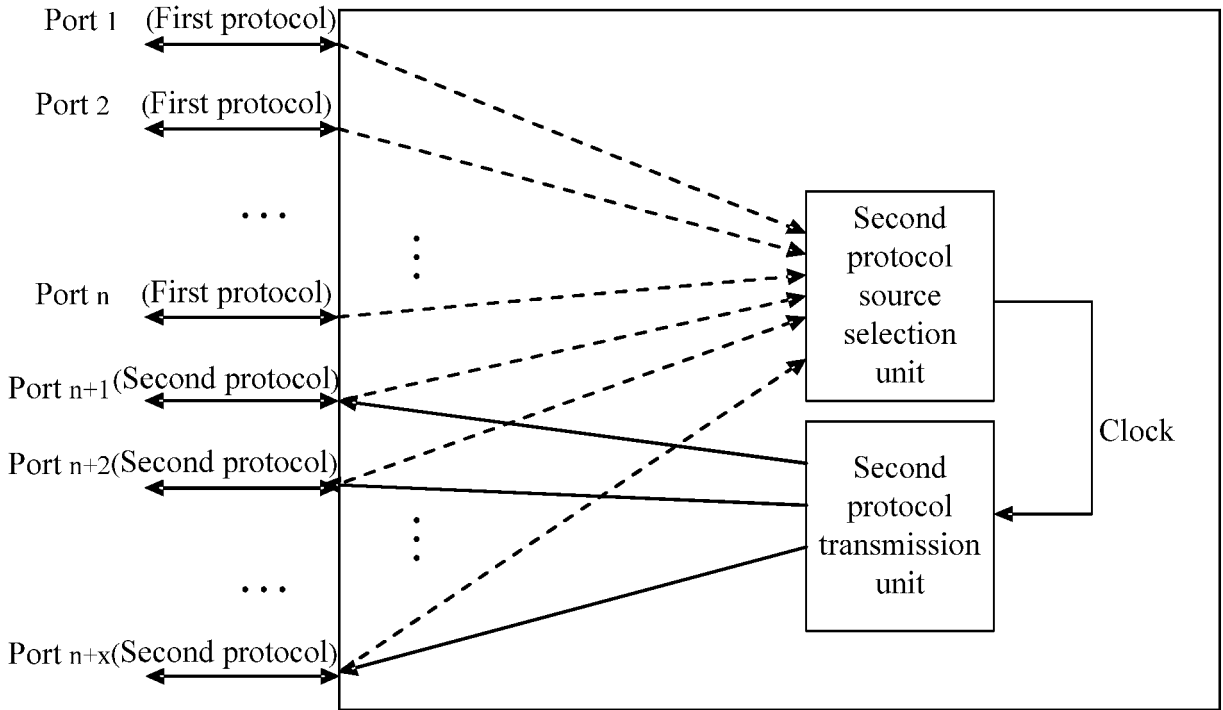 Port 1 (First protocol)
Port 2 (First protocol)
...
Port n (First protocol)
Port n+1 (Second protocol)
Port n+2 (Second protocol)
...
Port n+x (Second protocol)
Second
protocol
source
selection
unit
Clock
Second
protocol
transmission
unit